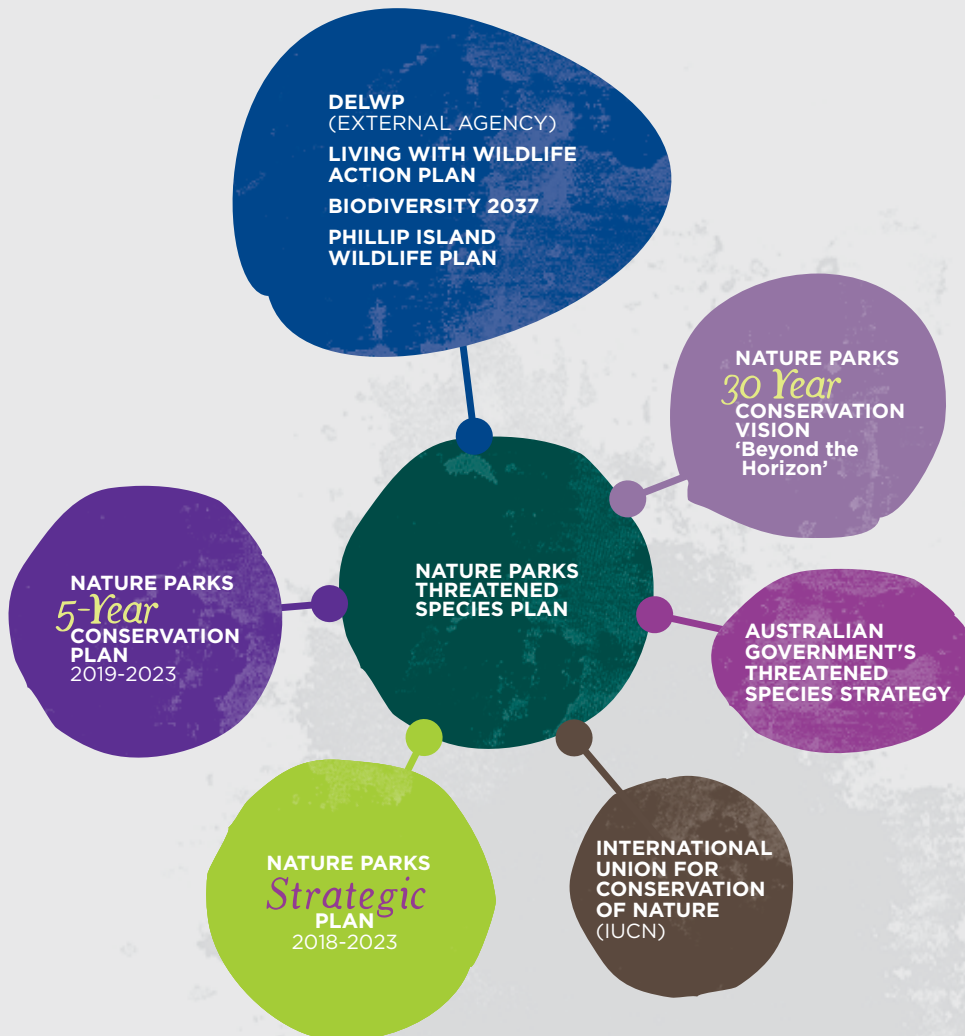 DELWP
(EXTERNAL AGENCY)
LIVING WITH WILDLIFE
ACTION PLAN
BIODIVERSITY 2037
PHILLIP ISLAND
WILDLIFE PLAN
NATURE PARKS
30 Year
CONSERVATION
VISION
‘Beyond the
Horizon’
NATURE PARKS
THREATENED
SPECIES PLAN
NATURE PARKS
5-Year
CONSERVATION
PLAN
2019-2023
AUSTRALIAN
GOVERNMENT'S
THREATENED
SPECIES STRATEGY
NATURE PARKS
Strategic
PLAN
2018-2023
INTERNATIONAL
UNION FOR
CONSERVATION
OF NATURE
(IUCN)